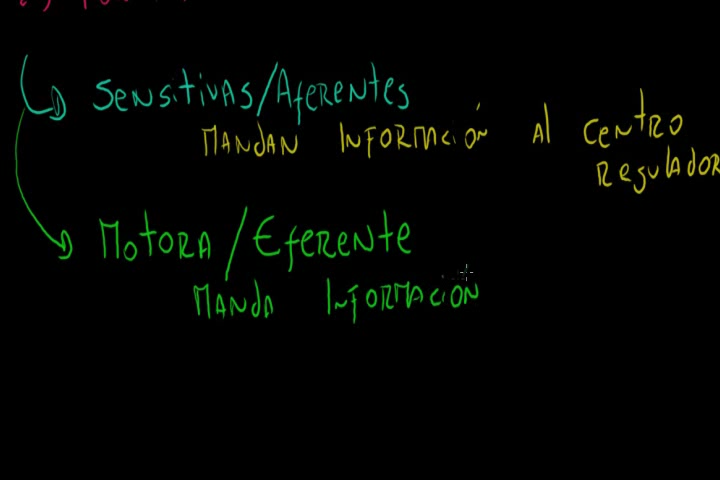 Sensitivas/Aferentes
Mandan Información al centro
regulador
Motora/Eferente
Manda Información